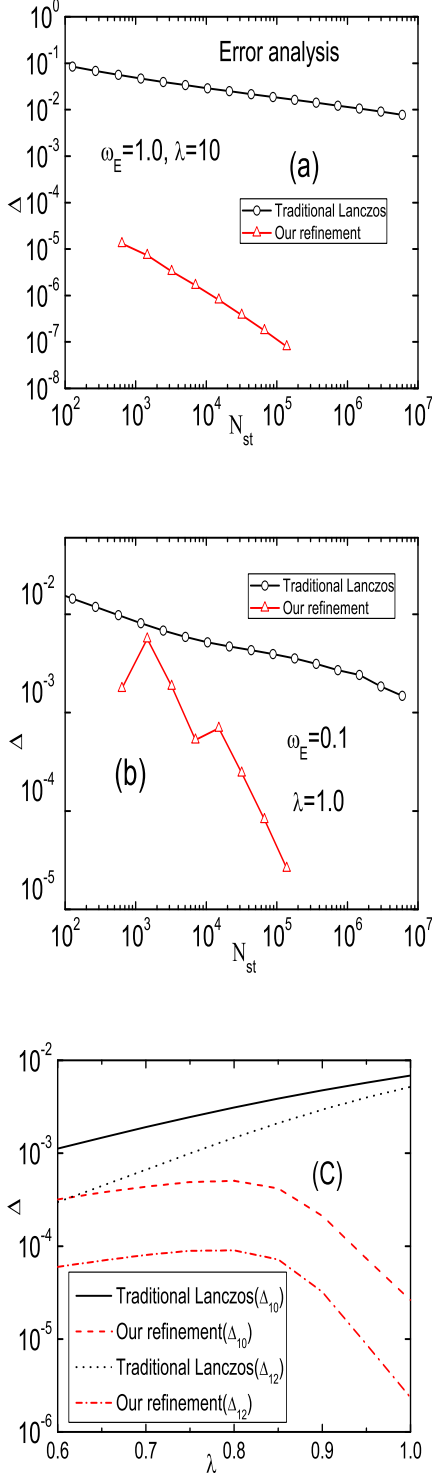 10^0
Error analysis
10^-1
10^-2
ω_E=1.0, λ=10
(a)
10^-3
Δ
10^-4
Traditional Lanczos
Our refinement
10^-5
10^-6
10^-7
10^-8
10^2 10^3 10^4 10^5 10^6 10^7
N_st
10^-2
Traditional Lanczos
Our refinement
10^-3
Δ
ω_E=0.1
(b)
λ=1.0
10^-4
10^-5
10^2 10^3 10^4 10^5 10^6 10^7
N_st
10^-2
10^-3
(C)
Δ
10^-4
Traditional Lanczos(Δ_10)
Our refinement(Δ_10)
10^-5
Traditional Lanczos(Δ_12)
Our refinement(Δ_12)
10^-6
0.6 0.7 0.8 0.9 1.0
λ